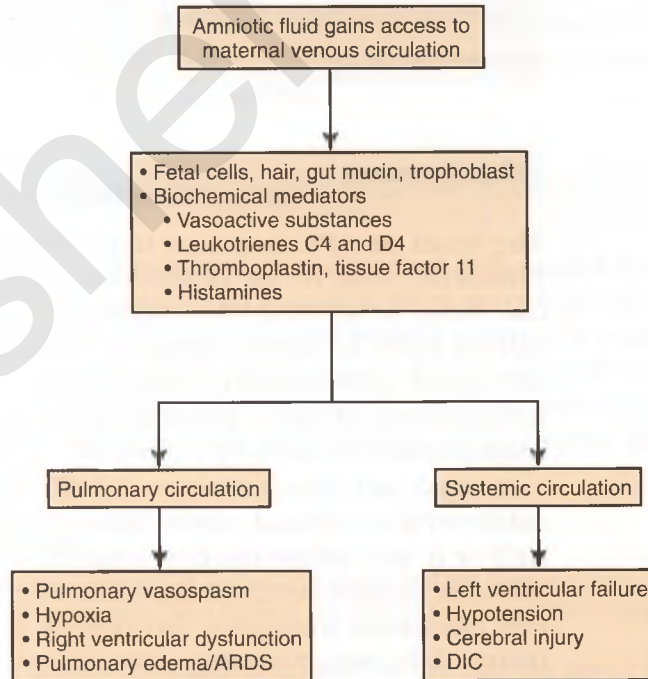 Amniotic fluid gains access to
maternal venous circulation
• Fetal cells, hair, gut mucin, trophoblast
• Biochemical mediators
• Vasoactive substances
• Leukotrienes C4 and D4
• Thromboplastin, tissue factor 11
• Histamines
Pulmonary circulation
Systemic circulation
• Pulmonary vasospasm
• Hypoxia
• Right ventricular dysfunction
• Pulmonary edema/ARDS
• Left ventricular failure
• Hypotension
• Cerebral injury
• DIC